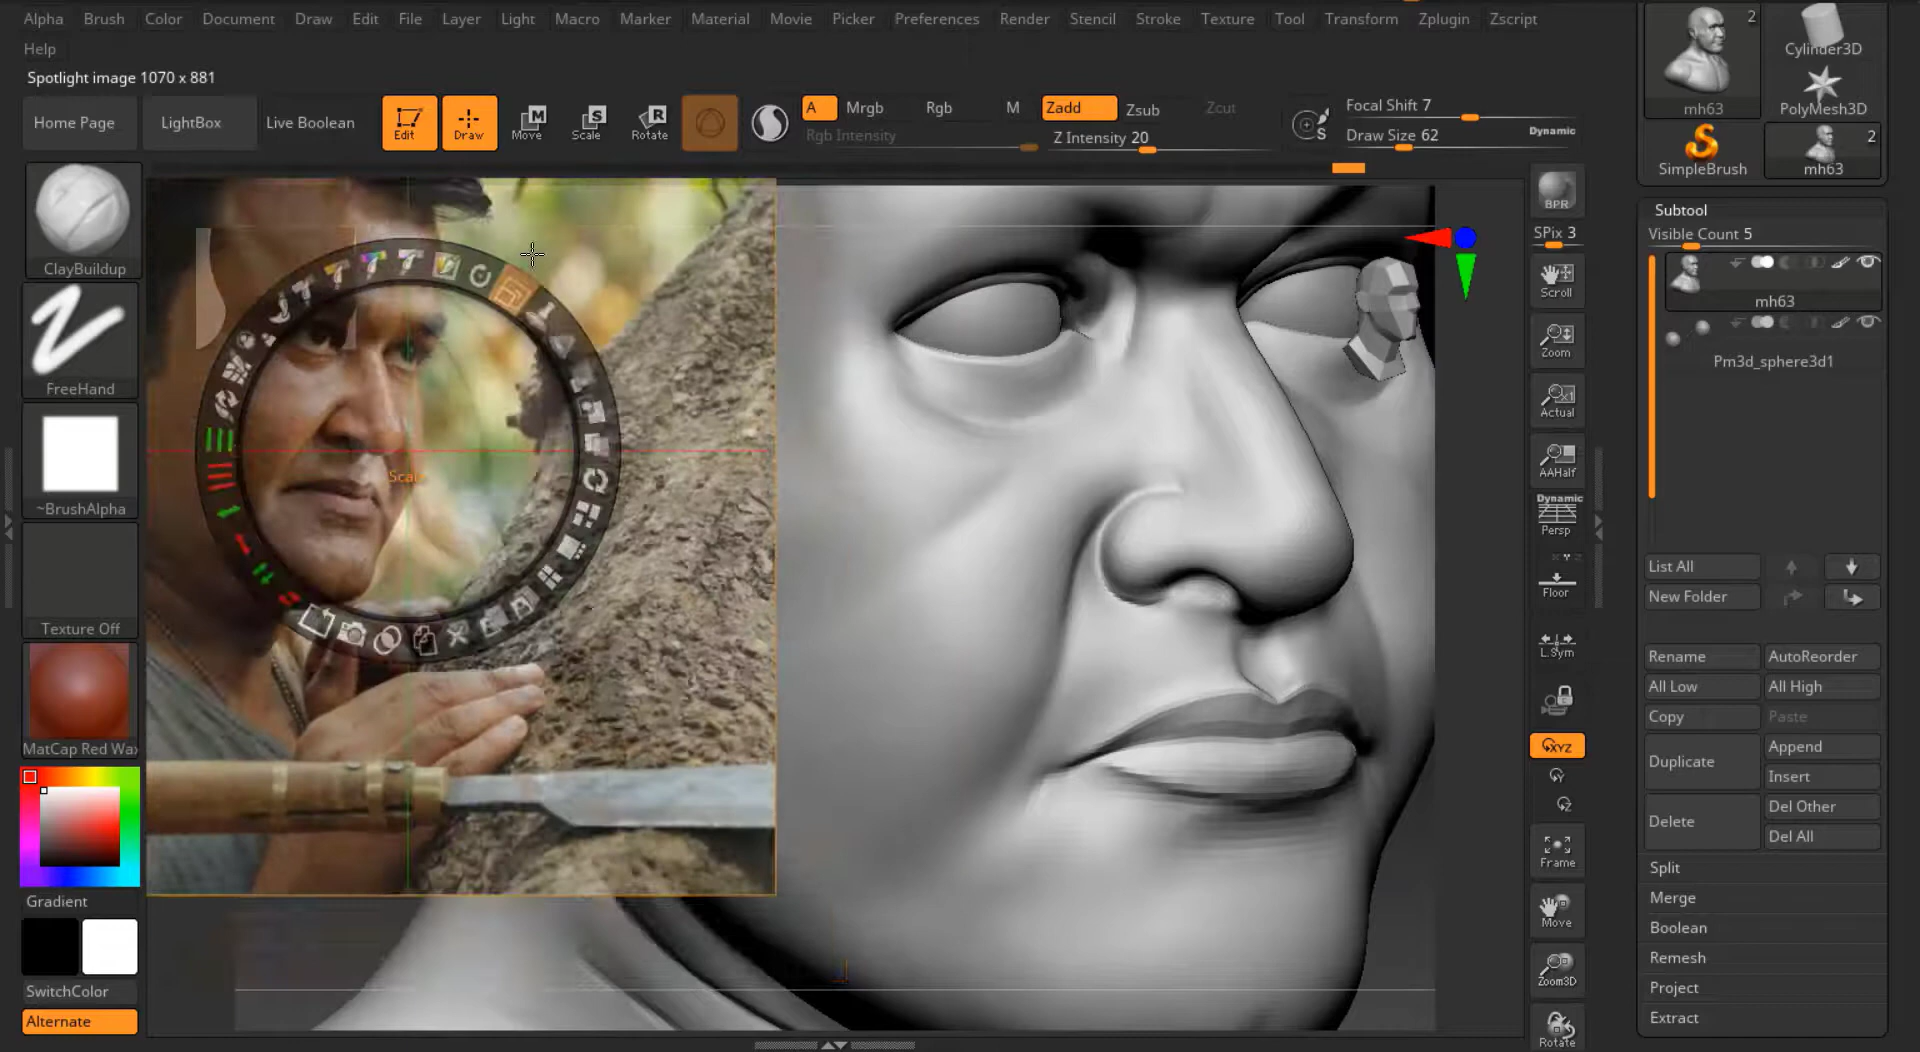 Alpha Brush Color Document Draw Edit File Layer Light Macro Marker Material Movie Picker Preferences Render Stencil Stroke Texture Tool Transform Zplugin Zscript
Help
Spotlight image 1070 x 881
Home Page
LightBox
Live Boolean
Edit
Draw
Move
Scale
Rotate
A
Mrgb
Rgb
M
Zadd
Zsub
Zcut
Rgb Intensity
Z Intensity 20
Focal Shift 7
Draw Size 62
Dynamic
ClayBuildup
FreeHand
~BrushAlpha
Texture Off
MatCap Red Wax
Gradient
SwitchColor
Alternate
BPR
SPix 3
Scroll
Zoom
Actual
AAHalf
Dynamic
Persp
Floor
L.Sym
XYZ
Frame
Move
Zoom3D
Rotate
2
mh63
Cylinder3D
PolyMesh3D
SimpleBrush
2
mh63
Subtool
Visible Count 5
mh63
Pm3d_sphere3d1
List All
New Folder
Rename AutoReorder
All Low All High
Copy Paste
Duplicate
Append
Insert
Delete
Del Other
Del All
Split
Merge
Boolean
Remesh
Project
Extract